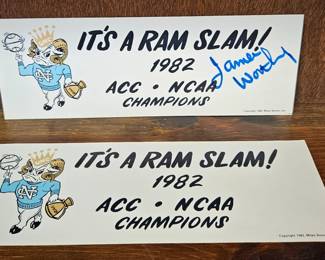 IT'S A RAM SLAM!
1982
ACC • NCAA
CHAMPIONS
James Worthy
NC
IT'S A RAM SLAM!
1982
ACC • NCAA
CHAMPIONS
NC